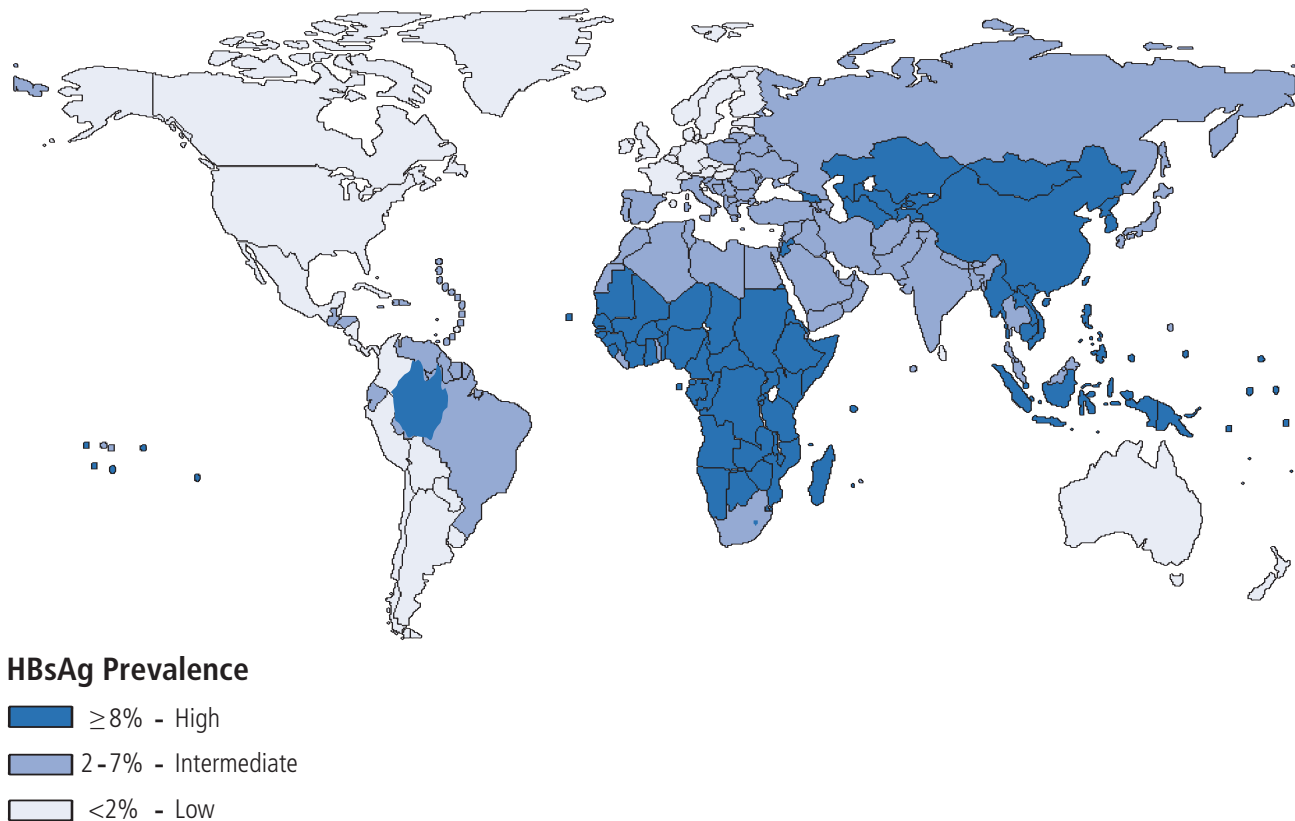 HBsAg Prevalence
≥8% - High
2-7% - Intermediate
<2% - Low